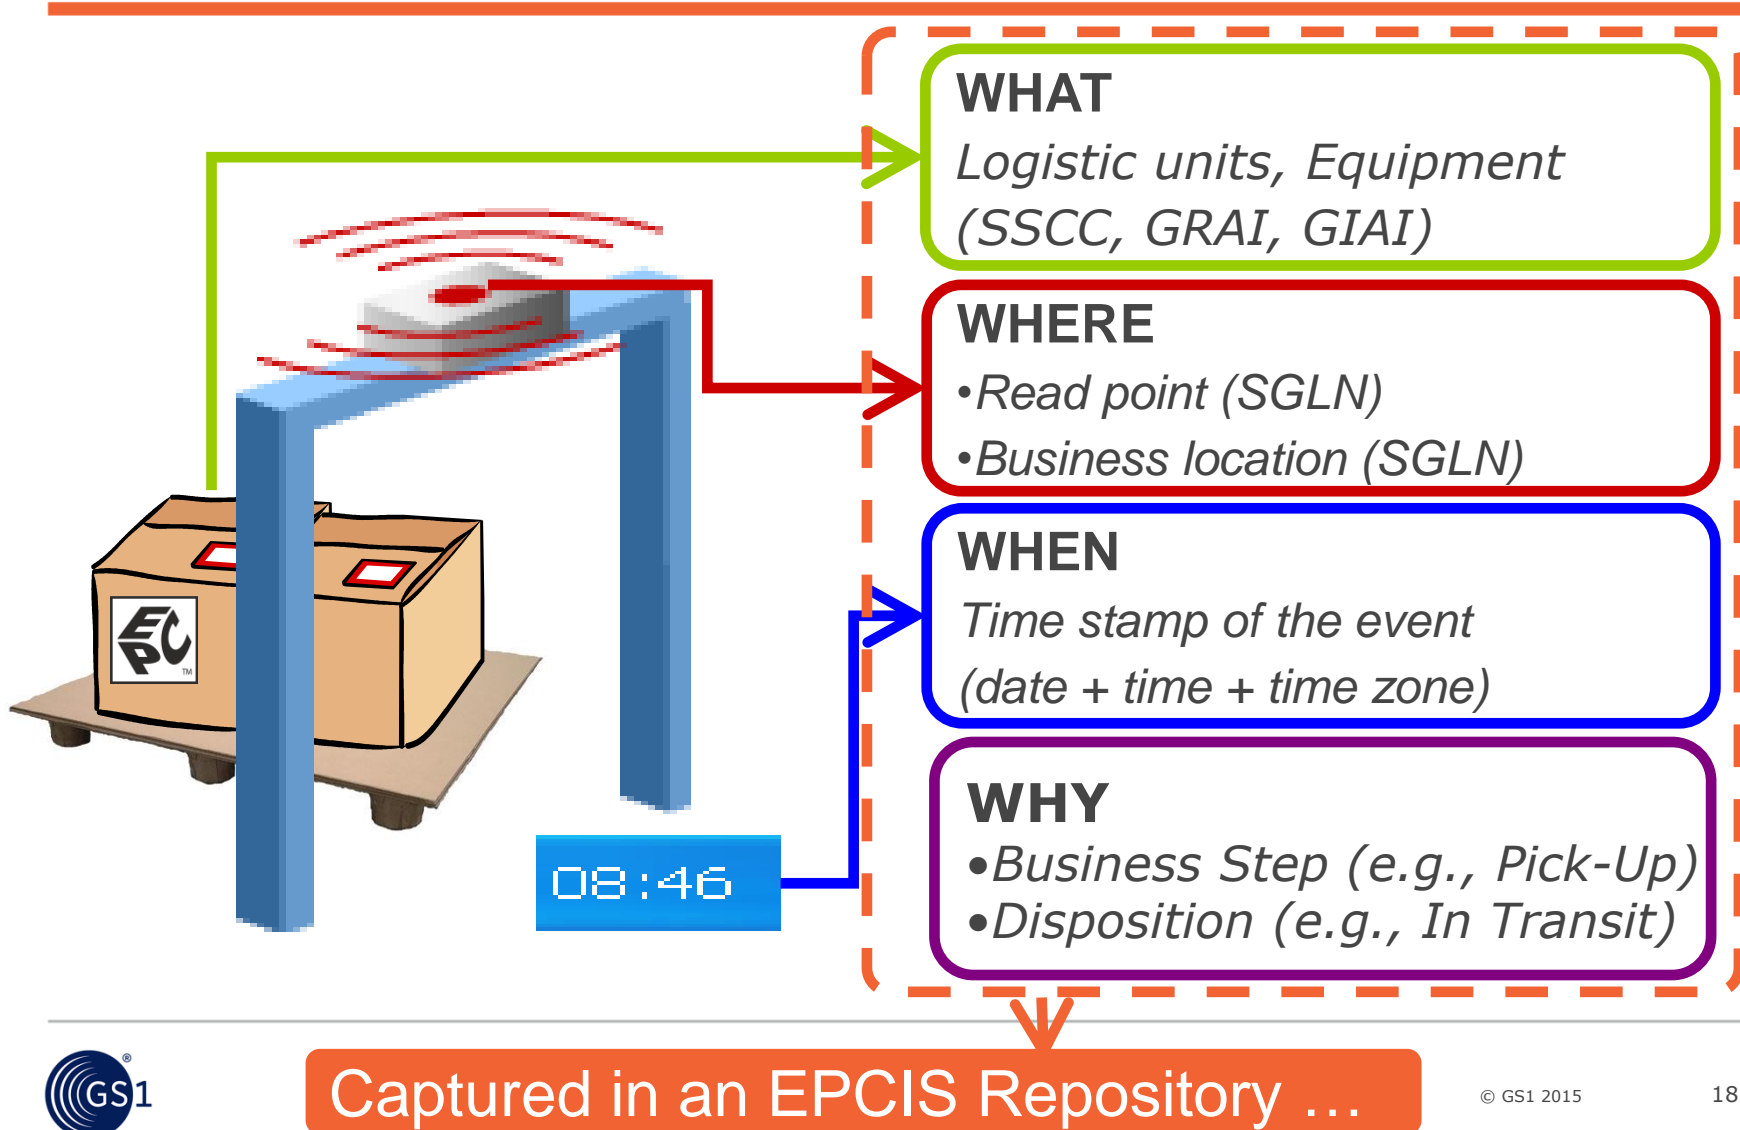 WHAT
Logistic units, Equipment
(SSCC, GRAI, GIAI)
WHERE
•Read point (SGLN)
•Business location (SGLN)
WHEN
Time stamp of the event
(date + time + time zone)
WHY
•Business Step (e.g., Pick-Up)
•Disposition (e.g., In Transit)
EPC
TM
08:46
Captured in an EPCIS Repository …
GS1
®
© GS1 2015
18